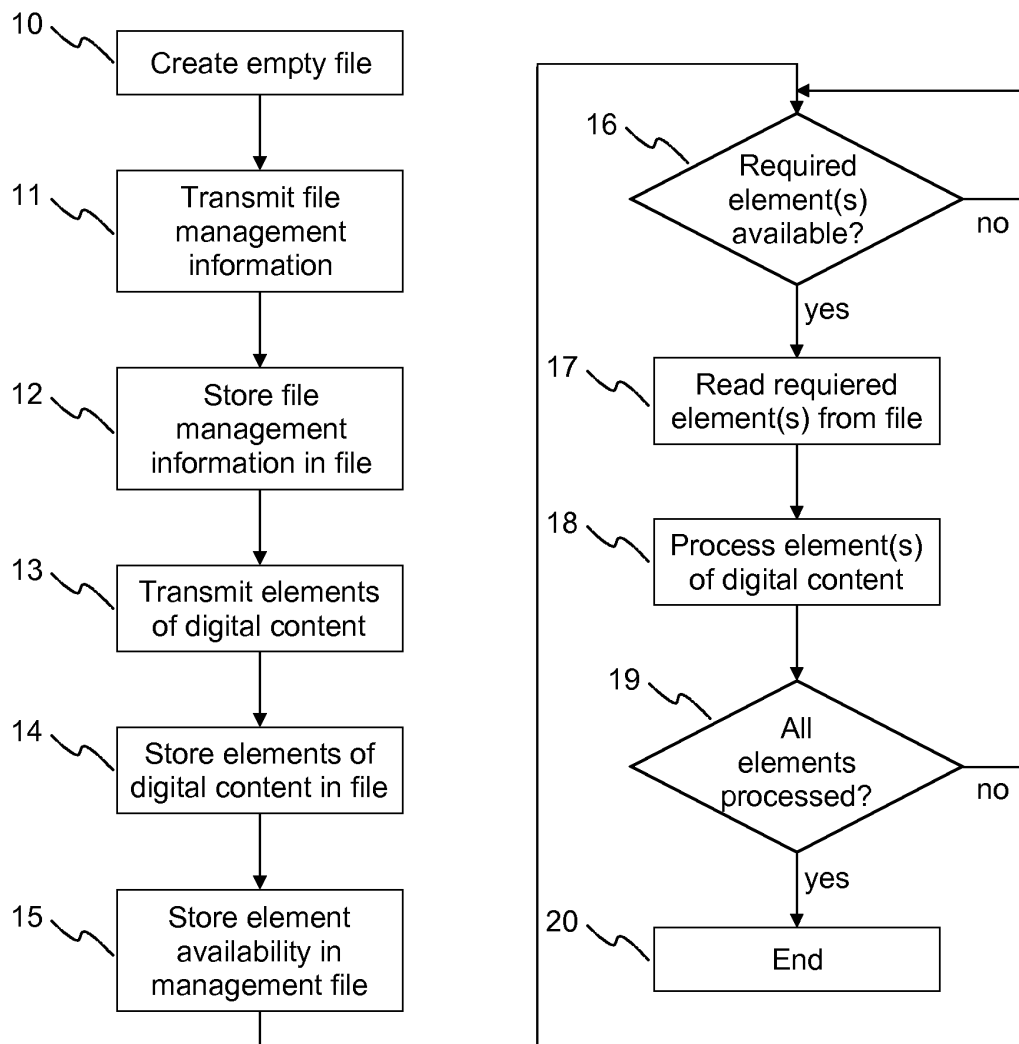 10
Create empty file
11
Transmit file
management
information
12
Store file
management
information in file
13
Transmit elements
of digital content
14
Store elements of
digital content in file
15
Store element
availability in
management file
16
Required
element(s)
available?
no
yes
17
Read requiered
element(s) from file
18
Process element(s)
of digital content
19
All
elements
processed?
no
yes
20
End